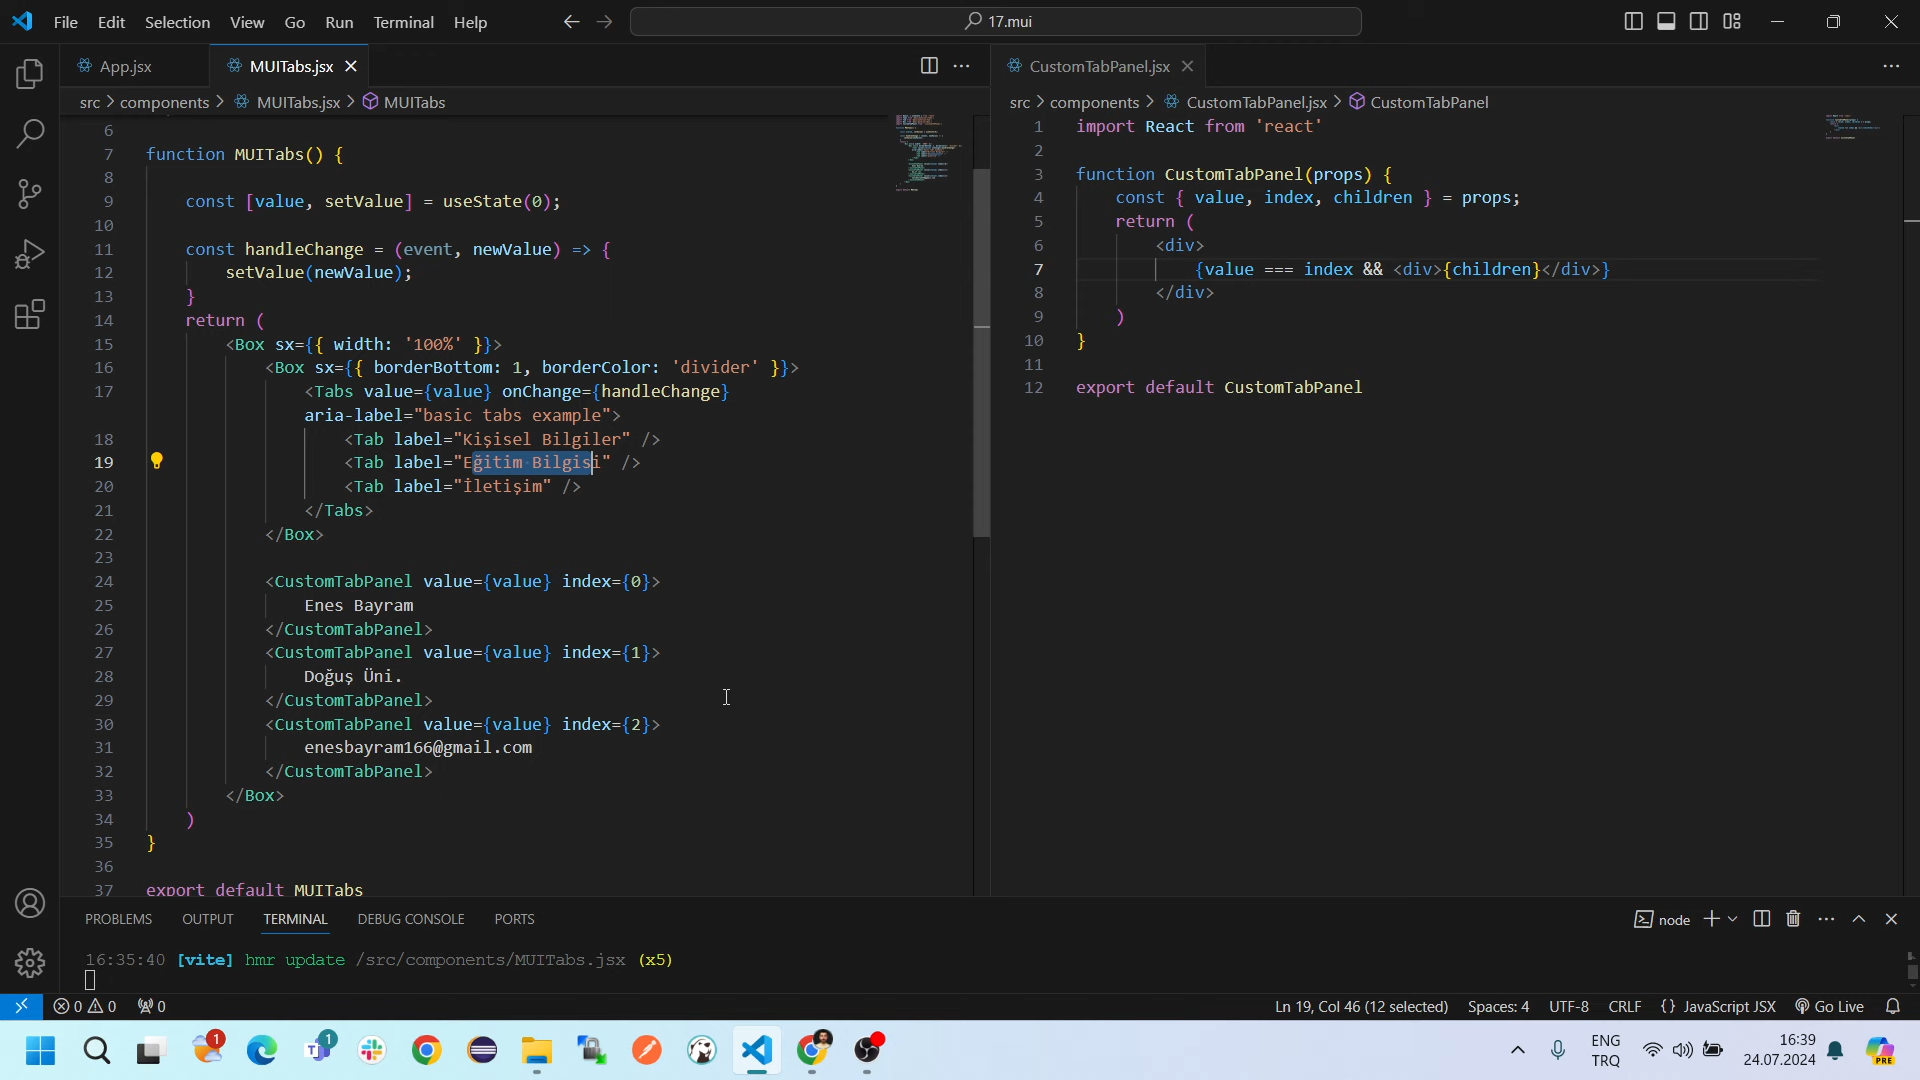 File Edit Selection View Go Run Terminal Help
17.mui
App.jsx
MUITabs.jsx
CustomTabPanel.jsx
src > components > MUITabs.jsx > MUITabs
src > components > CustomTabPanel.jsx > CustomTabPanel
6
7 function MUITabs() {
8
9 const [value, setValue] = useState(0);
10
11 const handleChange = (event, newValue) => {
12 setValue(newValue);
13 }
14 return (
15 <Box sx={{ width: '100%' }}>
16 <Box sx={{ borderBottom: 1, borderColor: 'divider' }}>
17 <Tabs value={value} onChange={handleChange}
aria-label="basic tabs example">
18 <Tab label="Kişisel Bilgiler" />
19 <Tab label="Eğitim Bilgisi" />
20 <Tab label="İletişim" />
21 </Tabs>
22 </Box>
23
24 <CustomTabPanel value={value} index={0}>
25 Enes Bayram
26 </CustomTabPanel>
27 <CustomTabPanel value={value} index={1}>
28 Doğuş Üni.
29 </CustomTabPanel>
30 <CustomTabPanel value={value} index={2}>
31 enesbayram166@gmail.com
32 </CustomTabPanel>
33 </Box>
34 )
35 }
36
37 export default MUITabs
1 import React from 'react'
2
3 function CustomTabPanel(props) {
4 const { value, index, children } = props;
5 return (
6 <div>
7 {value === index && <div>{children}</div>}
8 </div>
9 )
10 }
11
12 export default CustomTabPanel
PROBLEMS OUTPUT TERMINAL DEBUG CONSOLE PORTS
node
16:35:40 [vite] hmr update /src/components/MUITabs.jsx (x5)
0 0 0
Ln 19, Col 46 (12 selected) Spaces: 4 UTF-8 CRLF {} JavaScript JSX Go Live
1
1
ENG
TRQ
16:39
24.07.2024
PRE